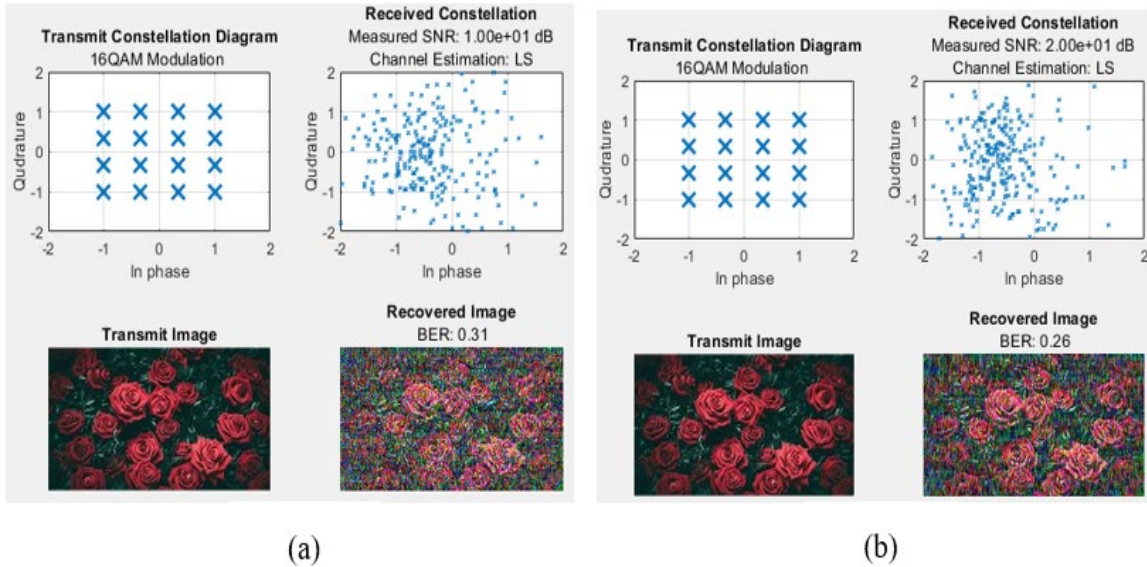 Transmit Constellation Diagram
16QAM Modulation
2
1
0
-1
-2
Qudrature
-2
-1
0
1
2
In phase
Received Constellation
Measured SNR: 1.00e+01 dB
Channel Estimation: LS
2
1
0
-1
-2
Qudrature
-2
-1
0
1
2
In phase
Transmit Image
Recovered Image
BER: 0.31
(a)
Transmit Constellation Diagram
16QAM Modulation
2
1
0
-1
-2
Qudrature
-2
-1
0
1
2
In phase
Received Constellation
Measured SNR: 2.00e+01 dB
Channel Estimation: LS
2
1
0
-1
-2
Qudrature
-2
-1
0
1
2
In phase
Transmit Image
Recovered Image
BER: 0.26
(b)